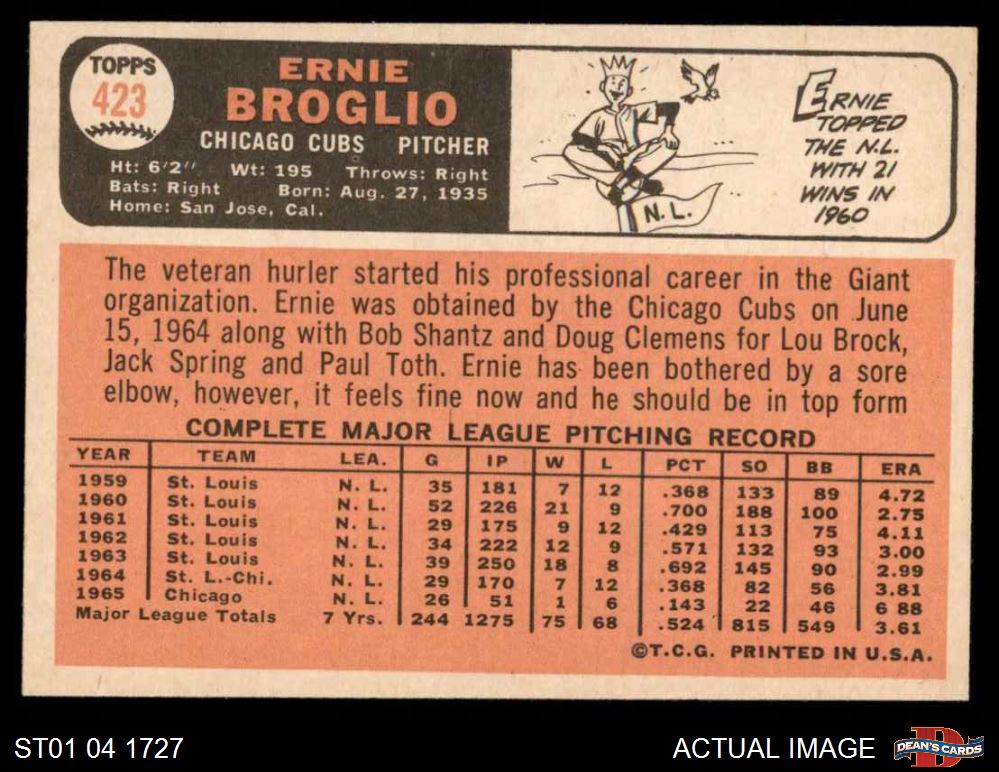 TOPPS
423
ERNIE
BROGLIO
CHICAGO CUBS PITCHER
Ht: 6'2" Wt: 195 Throws: Right
Bats: Right Born: Aug. 27, 1935
Home: San Jose, Cal.
N.L.
ERNIE
TOPPED
THE N.L.
WITH 21
WINS IN
1960
The veteran hurler started his professional career in the Giant
organization. Ernie was obtained by the Chicago Cubs on June
15, 1964 along with Bob Shantz and Doug Clemens for Lou Brock,
Jack Spring and Paul Toth. Ernie has been bothered by a sore
elbow, however, it feels fine now and he should be in top form
COMPLETE MAJOR LEAGUE PITCHING RECORD
YEAR TEAM LEA. G IP W L PCT SO BB ERA
1959 St. Louis N. L. 35 181 7 12 .368 133 89 4.72
1960 St. Louis N. L. 52 226 21 9 .700 188 100 2.75
1961 St. Louis N. L. 29 175 9 12 .429 113 75 4.11
1962 St. Louis N. L. 34 222 12 9 .571 132 93 3.00
1963 St. Louis N. L. 39 250 18 8 .692 145 90 2.99
1964 St. L.-Chi. N. L. 29 170 7 12 .368 82 56 3.81
1965 Chicago N. L. 26 51 1 6 .143 22 46 6 88
Major League Totals 7 Yrs. 244 1275 75 68 .524 815 549 3.61
©T.C.G. PRINTED IN U.S.A.
ST01 04 1727
ACTUAL IMAGE
D
DEAN'S CARDS